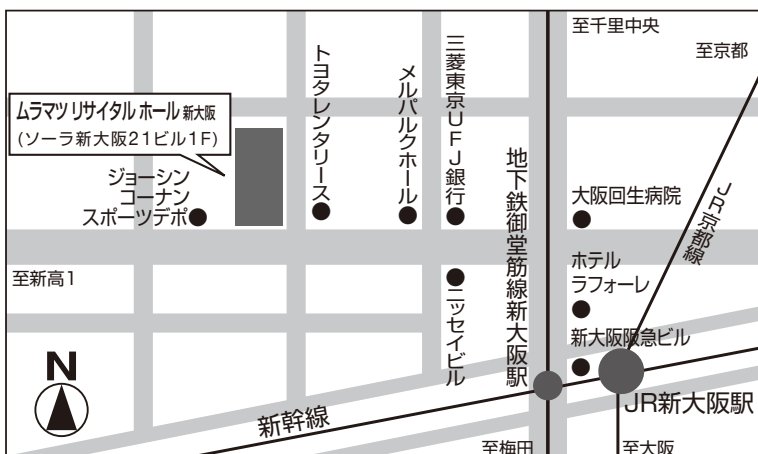 至千里中央
至京都
ムラマツ リサイタル ホール 新大阪
(ソーラ新大阪21ビル1F)
トヨタレンタリース
メルパルクホール
三菱東京UFJ銀行
地下鉄御堂筋線新大阪駅
大阪回生病院
JR京都線
ジョーシン
コーナン
スポーツデポ
至新高1
ホテル
ラフォーレ
ニッセイビル
新大阪阪急ビル
N
JR新大阪駅
新幹線
至梅田
至大阪